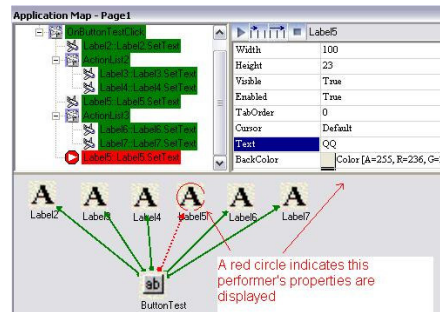 Application Map - Page1
OnButtonTestClick
Label2::Label2.SetText
ActionList2
Label3::Label3.SetText
Label4::Label4.SetText
Label5::Label5.SetText
ActionList3
Label6::Label6.SetText
Label7::Label7.SetText
Label5::Label5.SetText
Label5
Width 100
Height 23
Visible True
Enabled True
TabOrder 0
Cursor Default
Text QQ
BackColor Color [A=255, R=236, G=
A A A A A A
Label2 Label3 Label4 Label5 Label6 Label7
ab
ButtonTest
A red circle indicates this
performer's properties are
displayed